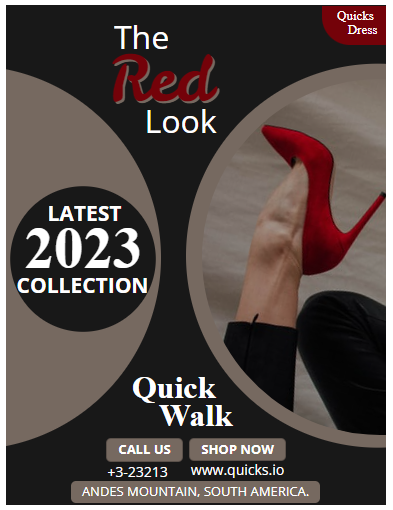 Quicks
Dress
The
Red
Look
LATEST
2023
COLLECTION
Quick
Walk
CALL US
SHOP NOW
+3-23213
www.quicks.io
ANDES MOUNTAIN, SOUTH AMERICA.